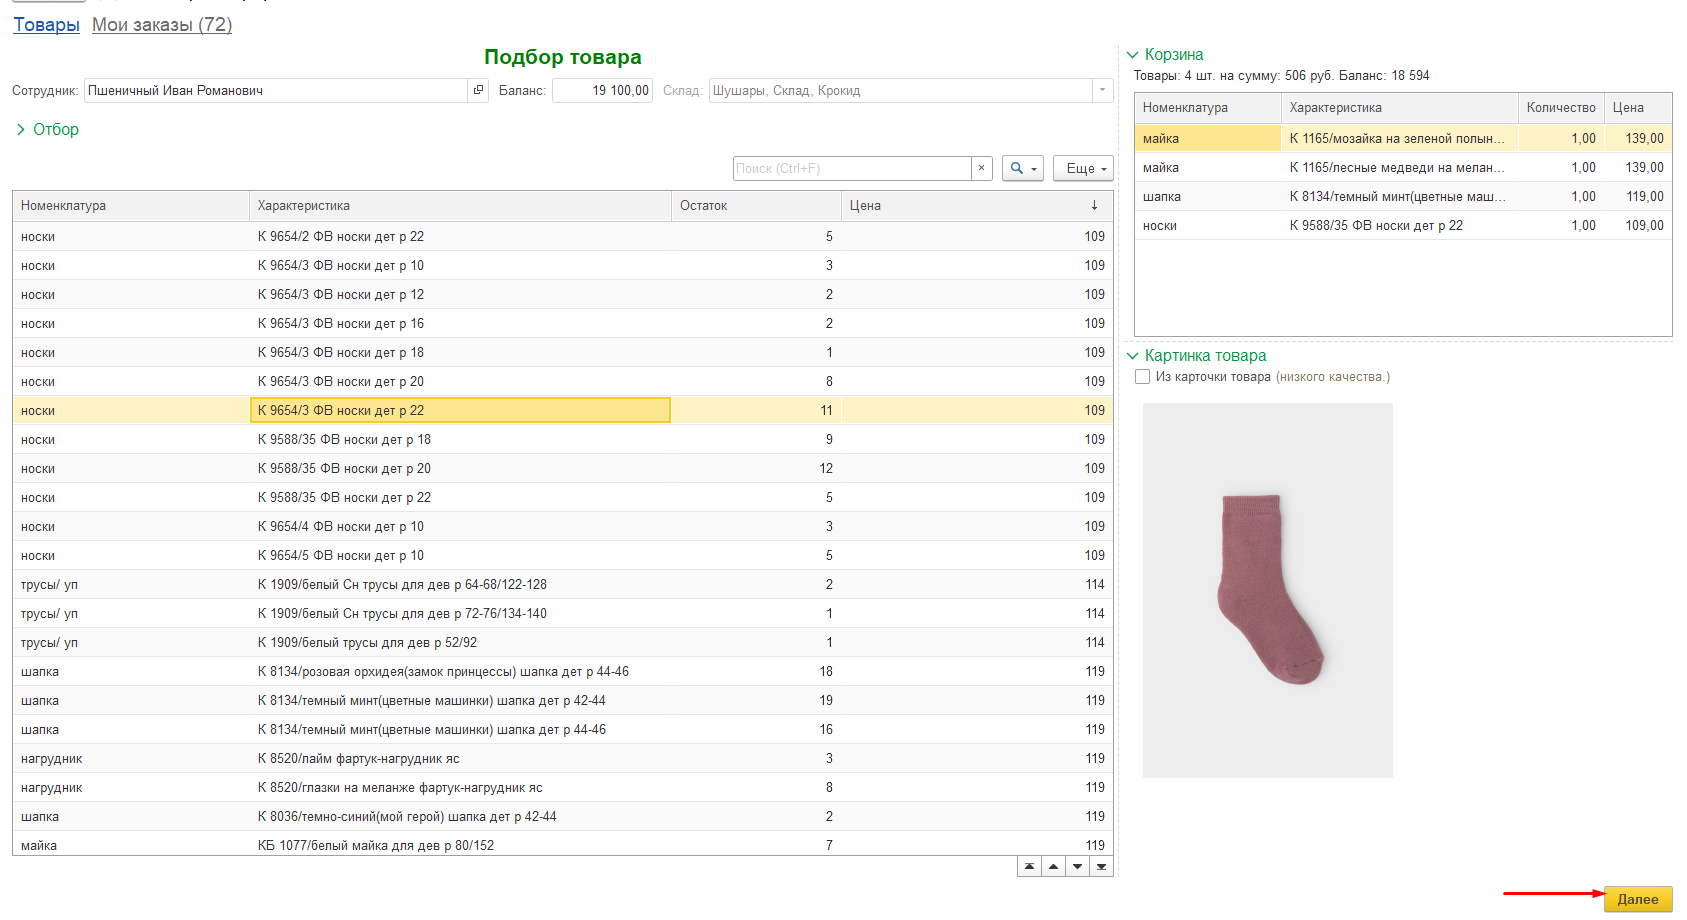 Товары Мои заказы (72)
Подбор товара
Сотрудник: Пшеничный Иван Романович Баланс: 19 100,00 Склад: Шушары, Склад, Крокид
Отбор
Поиск (Ctrl+F) × Еще
Номенклатура Характеристика Остаток Цена ↓
носки К 9654/2 ФВ носки дет р 22 5 109
носки К 9654/3 ФВ носки дет р 10 3 109
носки К 9654/3 ФВ носки дет р 12 2 109
носки К 9654/3 ФВ носки дет р 16 2 109
носки К 9654/3 ФВ носки дет р 18 1 109
носки К 9654/3 ФВ носки дет р 20 8 109
носки К 9654/3 ФВ носки дет р 22 11 109
носки К 9588/35 ФВ носки дет р 18 9 109
носки К 9588/35 ФВ носки дет р 20 12 109
носки К 9588/35 ФВ носки дет р 22 5 109
носки К 9654/4 ФВ носки дет р 10 3 109
носки К 9654/5 ФВ носки дет р 10 5 109
трусы/ уп К 1909/белый Сн трусы для дев р 64-68/122-128 2 114
трусы/ уп К 1909/белый Сн трусы для дев р 72-76/134-140 1 114
трусы/ уп К 1909/белый трусы для дев р 52/92 1 114
шапка К 8134/розовая орхидея(замок принцессы) шапка дет р 44-46 18 119
шапка К 8134/темный минт(цветные машинки) шапка дет р 42-44 19 119
шапка К 8134/темный минт(цветные машинки) шапка дет р 44-46 16 119
нагрудник К 8520/лайм фартук-нагрудник яс 3 119
нагрудник К 8520/глазки на меланже фартук-нагрудник яс 8 119
шапка К 8036/темно-синий(мой герой) шапка дет р 42-44 2 119
майка КБ 1077/белый майка для дев р 80/152 7 119
Корзина
Товары: 4 шт. на сумму: 506 руб. Баланс: 18 594
Номенклатура Характеристика Количество Цена
майка К 1165/мозайка на зеленой полын... 1,00 139,00
майка К 1165/лесные медведи на мелан... 1,00 139,00
шапка К 8134/темный минт(цветные маш... 1,00 119,00
носки К 9588/35 ФВ носки дет р 22 1,00 109,00
Картинка товара
Из карточки товара (низкого качества.)
Далее